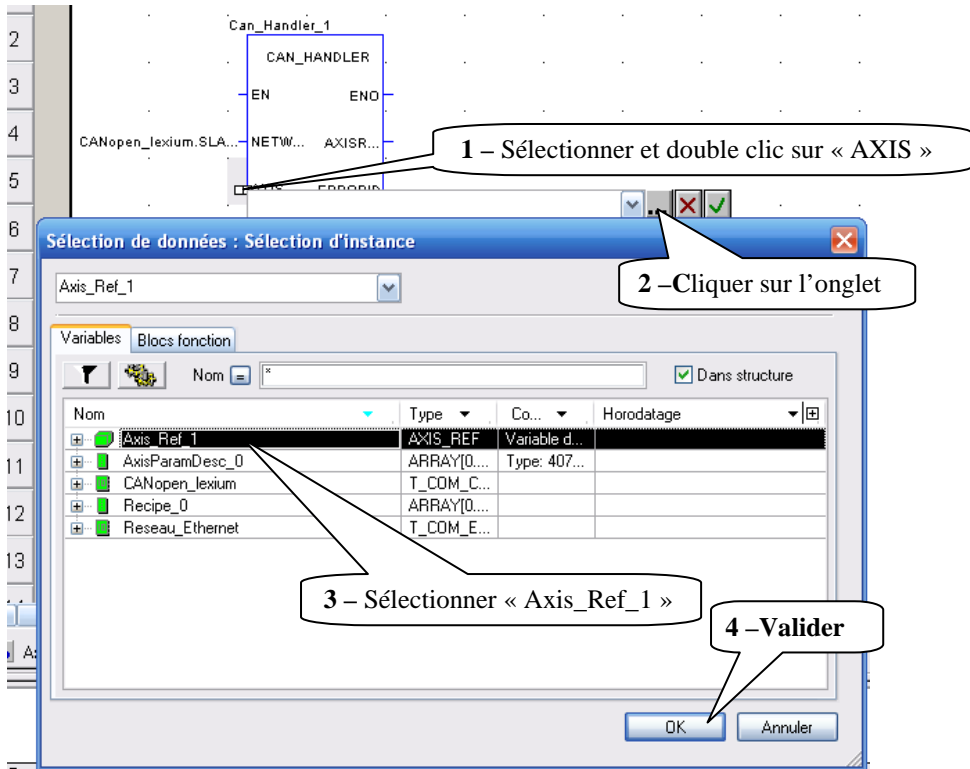 Can_Handler_1
2
CAN_HANDLER
3
EN ENO
4
CANopen_lexium.SLA... NETW... AXISR...
1 – Sélectionner et double clic sur « AXIS »
5
AXIS ERRORID
...
6
Sélection de données : Sélection d'instance
7
Axis_Ref_1
2 –Cliquer sur l'onglet
8
Variables Blocs fonction
9
Nom = * Dans structure
10
Nom Type Co... Horodatage
Axis_Ref_1 AXIS_REF Variable d...
11
AxisParamDesc_0 ARRAY[0.... Type: 407...
CANopen_lexium T_COM_C...
12
Recipe_0 ARRAY[0....
Reseau_Ethernet T_COM_E...
13
3 – Sélectionner « Axis_Ref_1 »
4 –Valider
OK Annuler